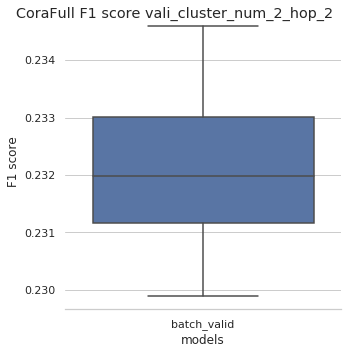 CoraFull F1 score vali_cluster_num_2_hop_2
0.234
0.233
0.232
0.231
0.230
F1 score
batch_valid
models